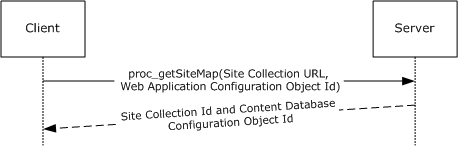 Client
Server
proc_getSiteMap(Site Collection URL,
Web Application Configuration Object Id)
Site Collection Id and Content Database
Configuration Object Id